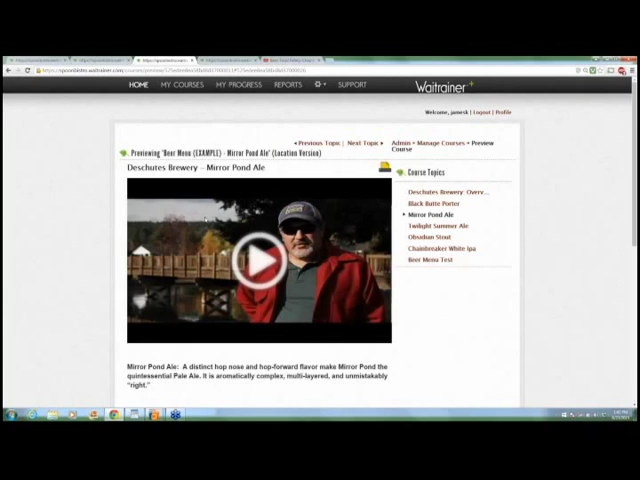 HOME
MY COURSES
MY PROGRESS
REPORTS
SUPPORT
Waitrainer+
Welcome, jamesk | Logout | Profile
◂ Previous Topic | Next Topic ▸
Admin • Manage Courses • Preview Course
Previewing 'Beer Menu (EXAMPLE) - Mirror Pond Ale' (Location Version)
Deschutes Brewery – Mirror Pond Ale
Course Topics
Deschutes Brewery: Overv...
Black Butte Porter
Mirror Pond Ale
Twilight Summer Ale
Obsidian Stout
Chainbreaker White Ipa
Beer Menu Test
Mirror Pond Ale: A distinct hop nose and hop-forward flavor make Mirror Pond the
quintessential Pale Ale. It is aromatically complex, multi-layered, and unmistakably
"right."